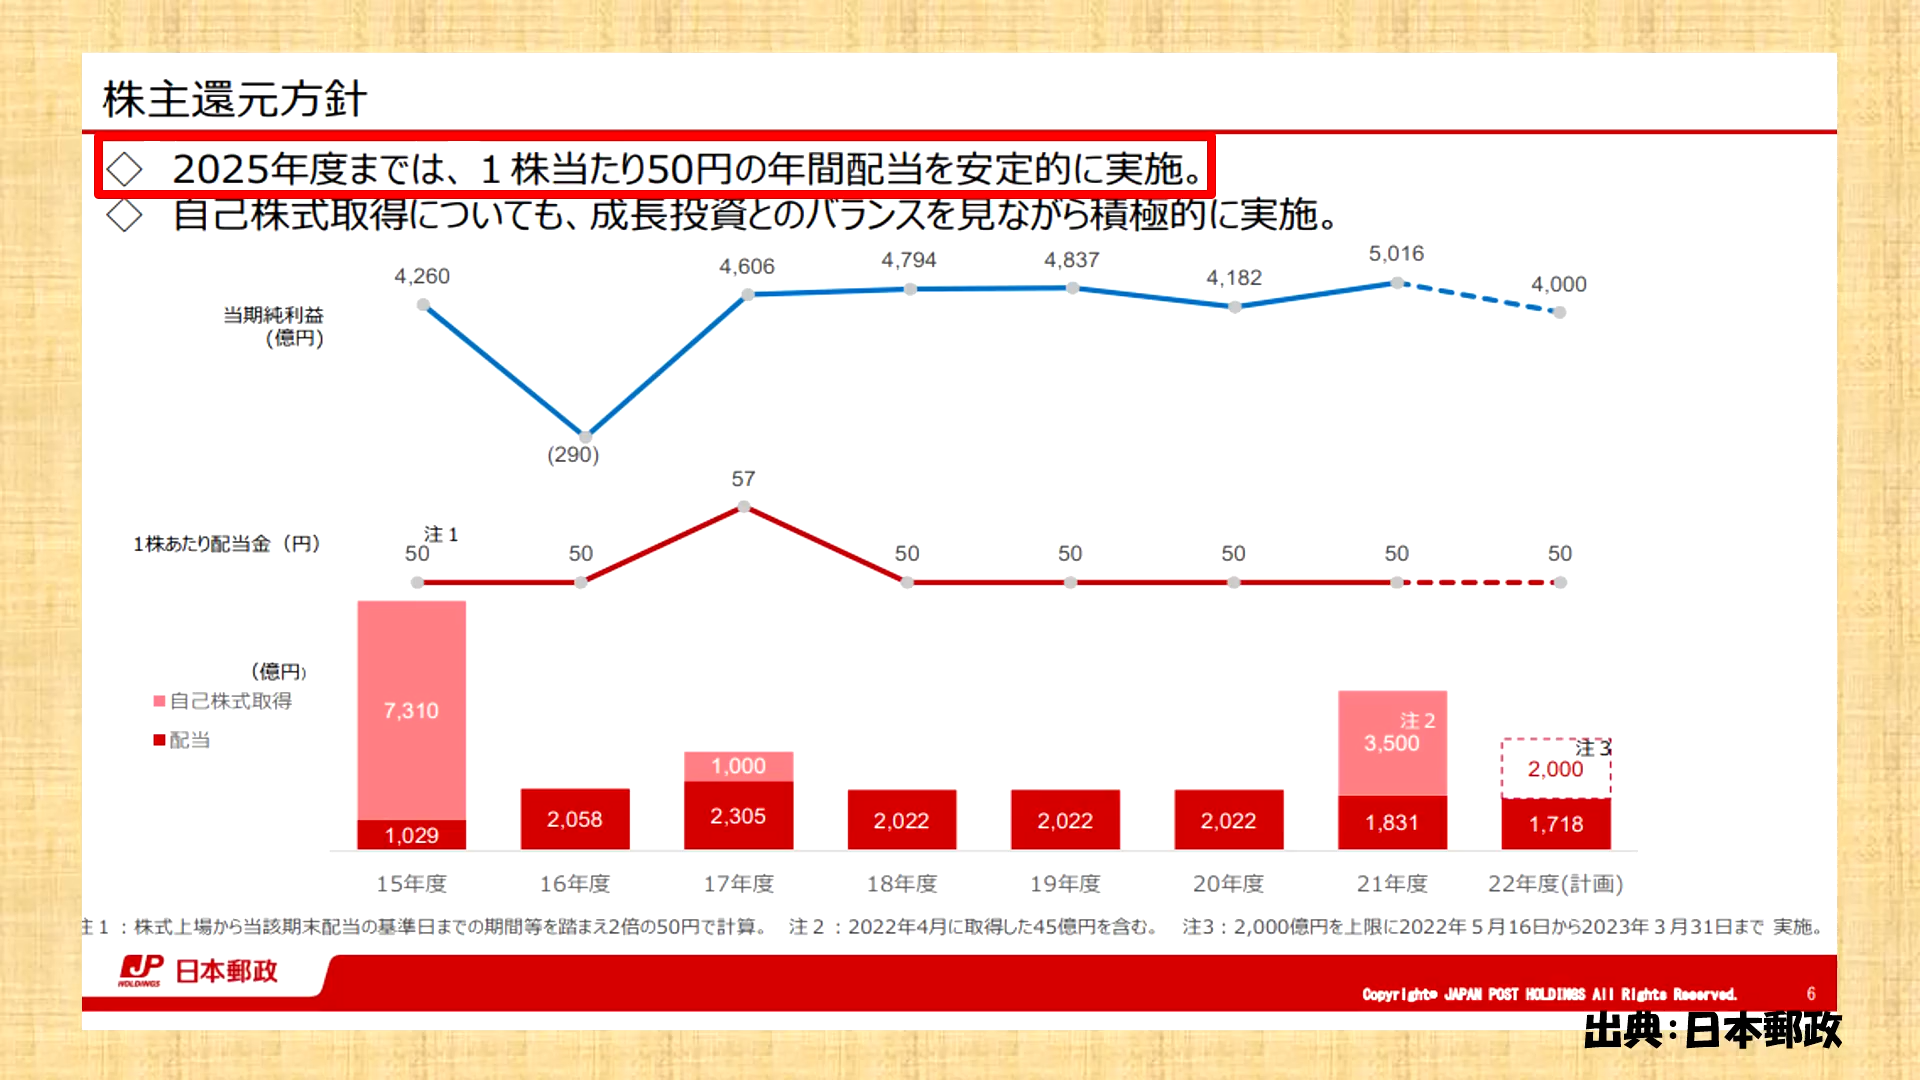 株主還元方針
◇ 2025年度までは、１株当たり50円の年間配当を安定的に実施。
◇ 自己株式取得についても、成長投資とのバランスを見ながら積極的に実施。
当期純利益
(億円)
4,260
(290)
4,606
4,794
4,837
4,182
5,016
4,000
1株あたり配当金（円）
注１
50
50
57
50
50
50
50
50
（億円）
自己株式取得
配当
7,310
1,029
2,058
1,000
2,305
2,022
2,022
2,022
注２
3,500
1,831
注３
2,000
1,718
15年度 16年度 17年度 18年度 19年度 20年度 21年度 22年度(計画)
注１：株式上場から当該期末配当の基準日までの期間等を踏まえ2倍の50円で計算。 注２：2022年4月に取得した45億円を含む。 注3：2,000億円を上限に2022年５月16日から2023年３月31日まで 実施。
JP HOLDINGS 日本郵政
Copyright© JAPAN POST HOLDINGS All Rights Reserved. 6
出典：日本郵政